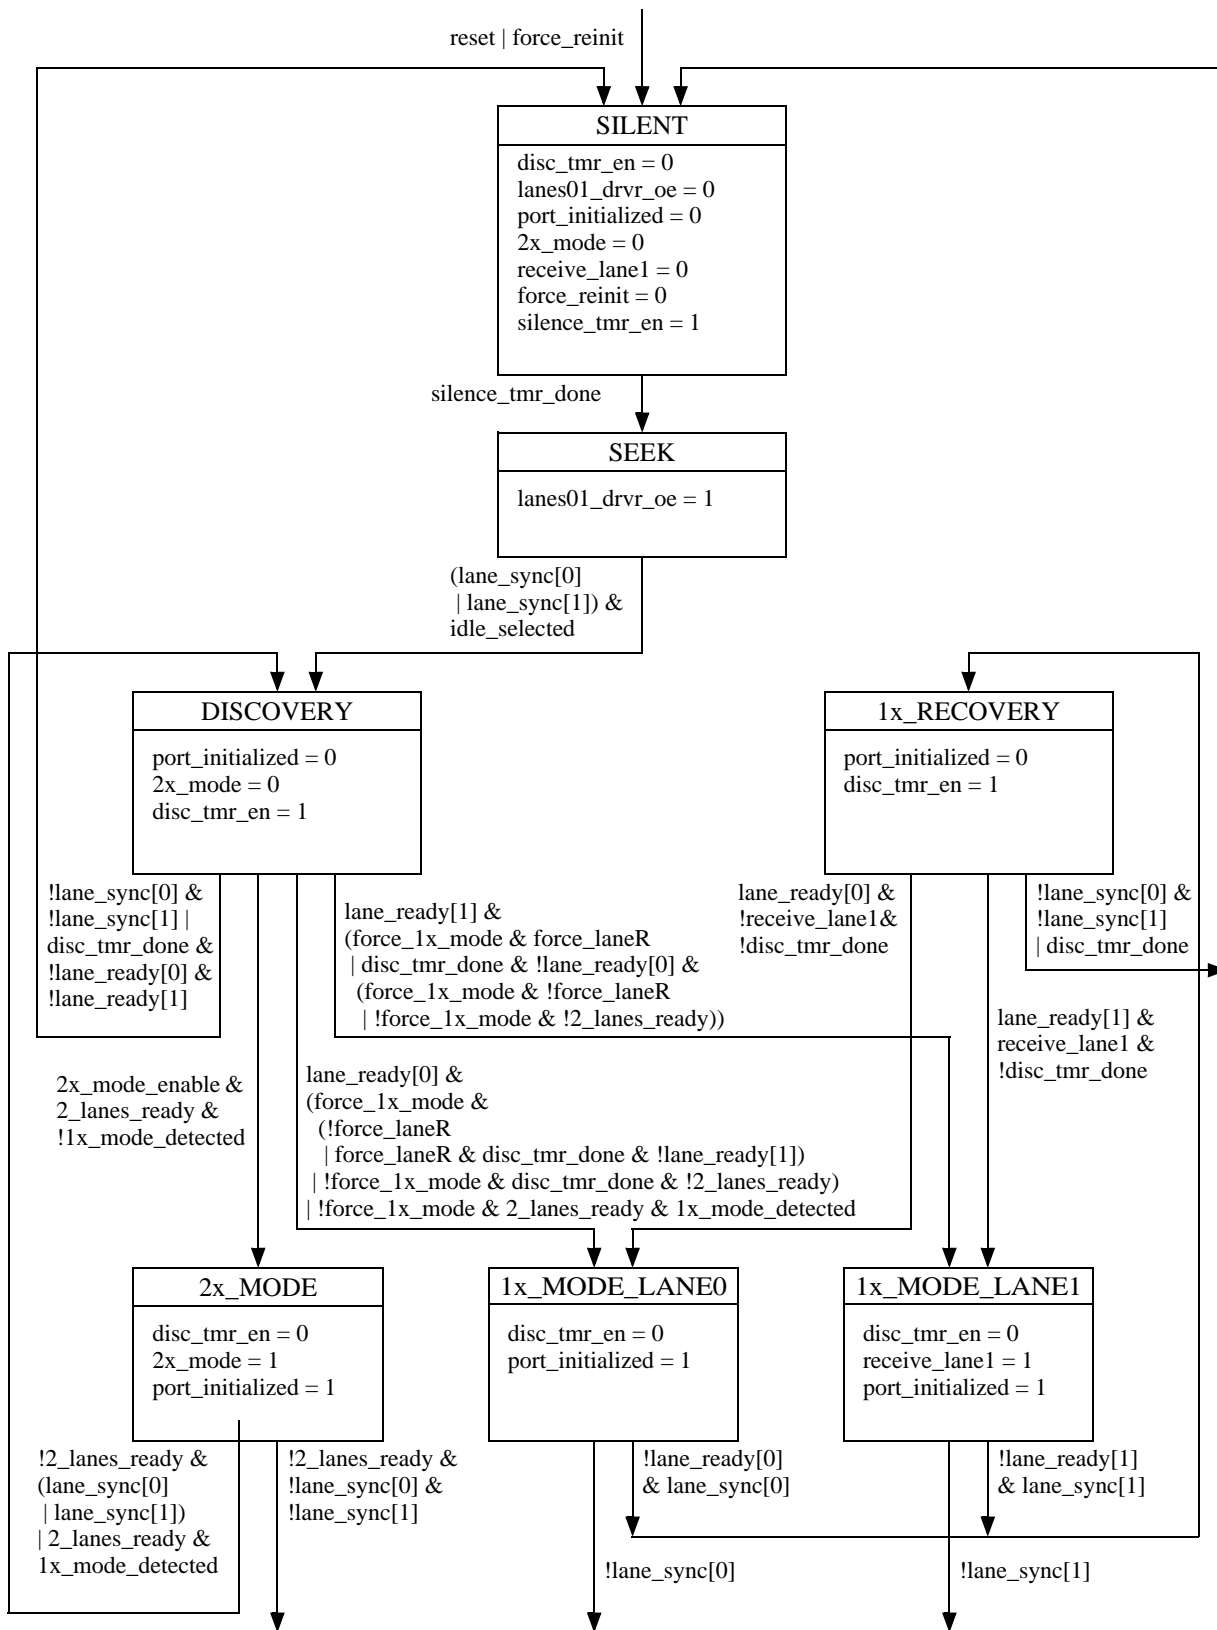 reset | force_reinit
SILENT
disc_tmr_en = 0
lanes01_drvr_oe = 0
port_initialized = 0
2x_mode = 0
receive_lane1 = 0
force_reinit = 0
silence_tmr_en = 1
silence_tmr_done
SEEK
lanes01_drvr_oe = 1
(lane_sync[0]
| lane_sync[1]) &
idle_selected
DISCOVERY
port_initialized = 0
2x_mode = 0
disc_tmr_en = 1
1x_RECOVERY
port_initialized = 0
disc_tmr_en = 1
!lane_sync[0] &
!lane_sync[1] |
disc_tmr_done &
!lane_ready[0] &
!lane_ready[1]
lane_ready[1] &
(force_1x_mode & force_laneR
| disc_tmr_done & !lane_ready[0] &
(force_1x_mode & !force_laneR
| !force_1x_mode & !2_lanes_ready))
lane_ready[0] &
!receive_lane1&
!disc_tmr_done
!lane_sync[0] &
!lane_sync[1]
| disc_tmr_done
lane_ready[1] &
receive_lane1 &
!disc_tmr_done
2x_mode_enable &
2_lanes_ready &
!1x_mode_detected
lane_ready[0] &
(force_1x_mode &
(!force_laneR
| force_laneR & disc_tmr_done & !lane_ready[1])
| !force_1x_mode & disc_tmr_done & !2_lanes_ready)
| !force_1x_mode & 2_lanes_ready & 1x_mode_detected
2x_MODE
disc_tmr_en = 0
2x_mode = 1
port_initialized = 1
1x_MODE_LANE0
disc_tmr_en = 0
port_initialized = 1
1x_MODE_LANE1
disc_tmr_en = 0
receive_lane1 = 1
port_initialized = 1
!2_lanes_ready &
(lane_sync[0]
| lane_sync[1])
| 2_lanes_ready &
1x_mode_detected
!2_lanes_ready &
!lane_sync[0] &
!lane_sync[1]
!lane_ready[0]
& lane_sync[0]
!lane_ready[1]
& lane_sync[1]
!lane_sync[0]
!lane_sync[1]